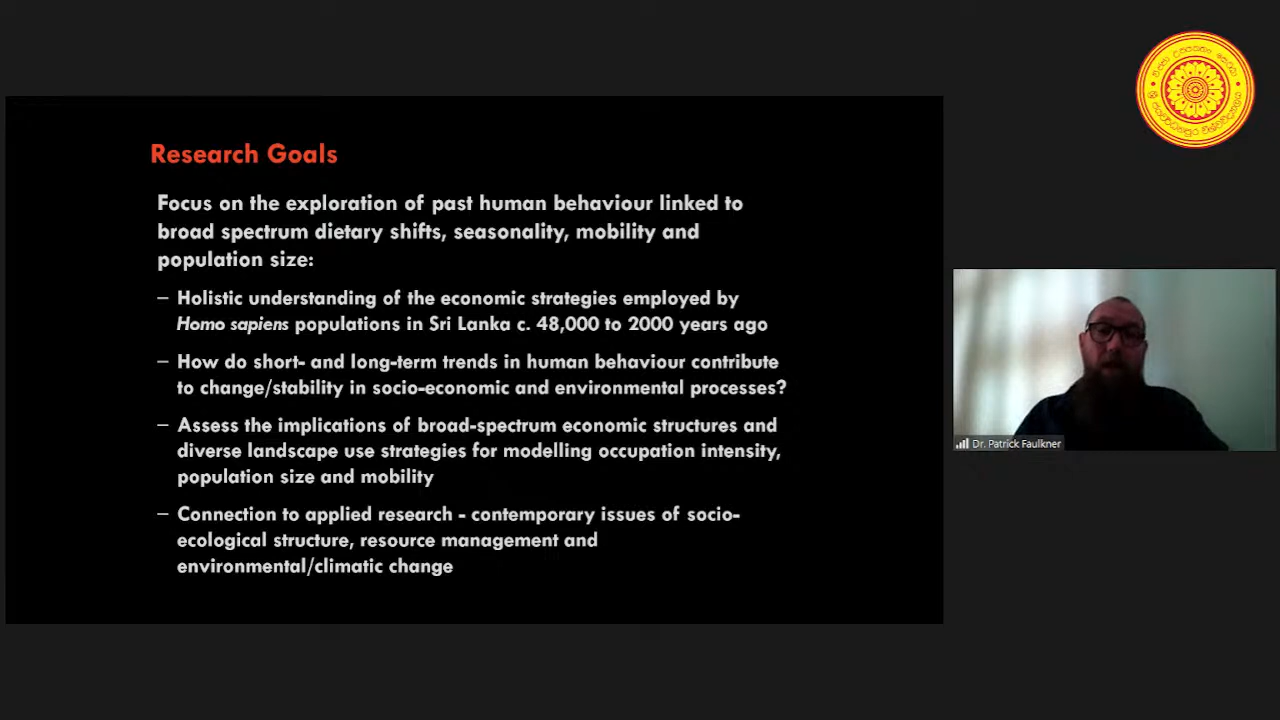 Research Goals
Focus on the exploration of past human behaviour linked to
broad spectrum dietary shifts, seasonality, mobility and
population size:
– Holistic understanding of the economic strategies employed by
Homo sapiens populations in Sri Lanka c. 48,000 to 2000 years ago
– How do short- and long-term trends in human behaviour contribute
to change/stability in socio-economic and environmental processes?
– Assess the implications of broad-spectrum economic structures and
diverse landscape use strategies for modelling occupation intensity,
population size and mobility
– Connection to applied research - contemporary issues of socio-
ecological structure, resource management and
environmental/climatic change
Dr. Patrick Faulkner